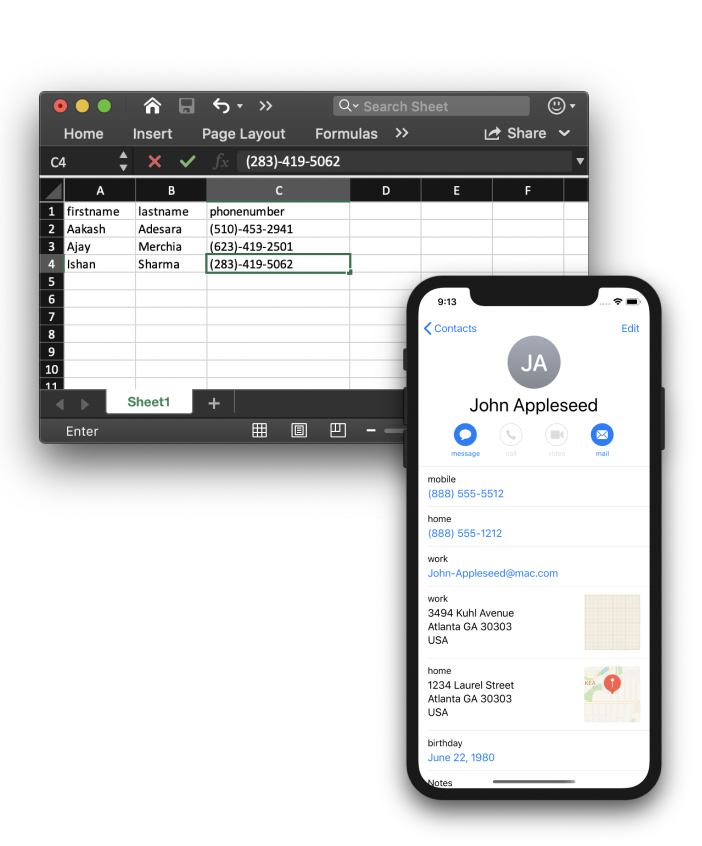 Search Sheet
Home Insert Page Layout Formulas Share
C4 fx (283)-419-5062
A B C D E F
1 firstname lastname phonenumber
2 Aakash Adesara (510)-453-2941
3 Ajay Merchia (623)-419-2501
4 Ishan Sharma (283)-419-5062
5
6
7
8
9
10
11
Sheet1
Enter
9:13
Contacts Edit
JA
John Appleseed
message call video mail
mobile
(888) 555-5512
home
(888) 555-1212
work
John-Appleseed@mac.com
work
3494 Kuhl Avenue
Atlanta GA 30303
USA
home
1234 Laurel Street
Atlanta GA 30303
USA
KEA
birthday
June 22, 1980
Notes